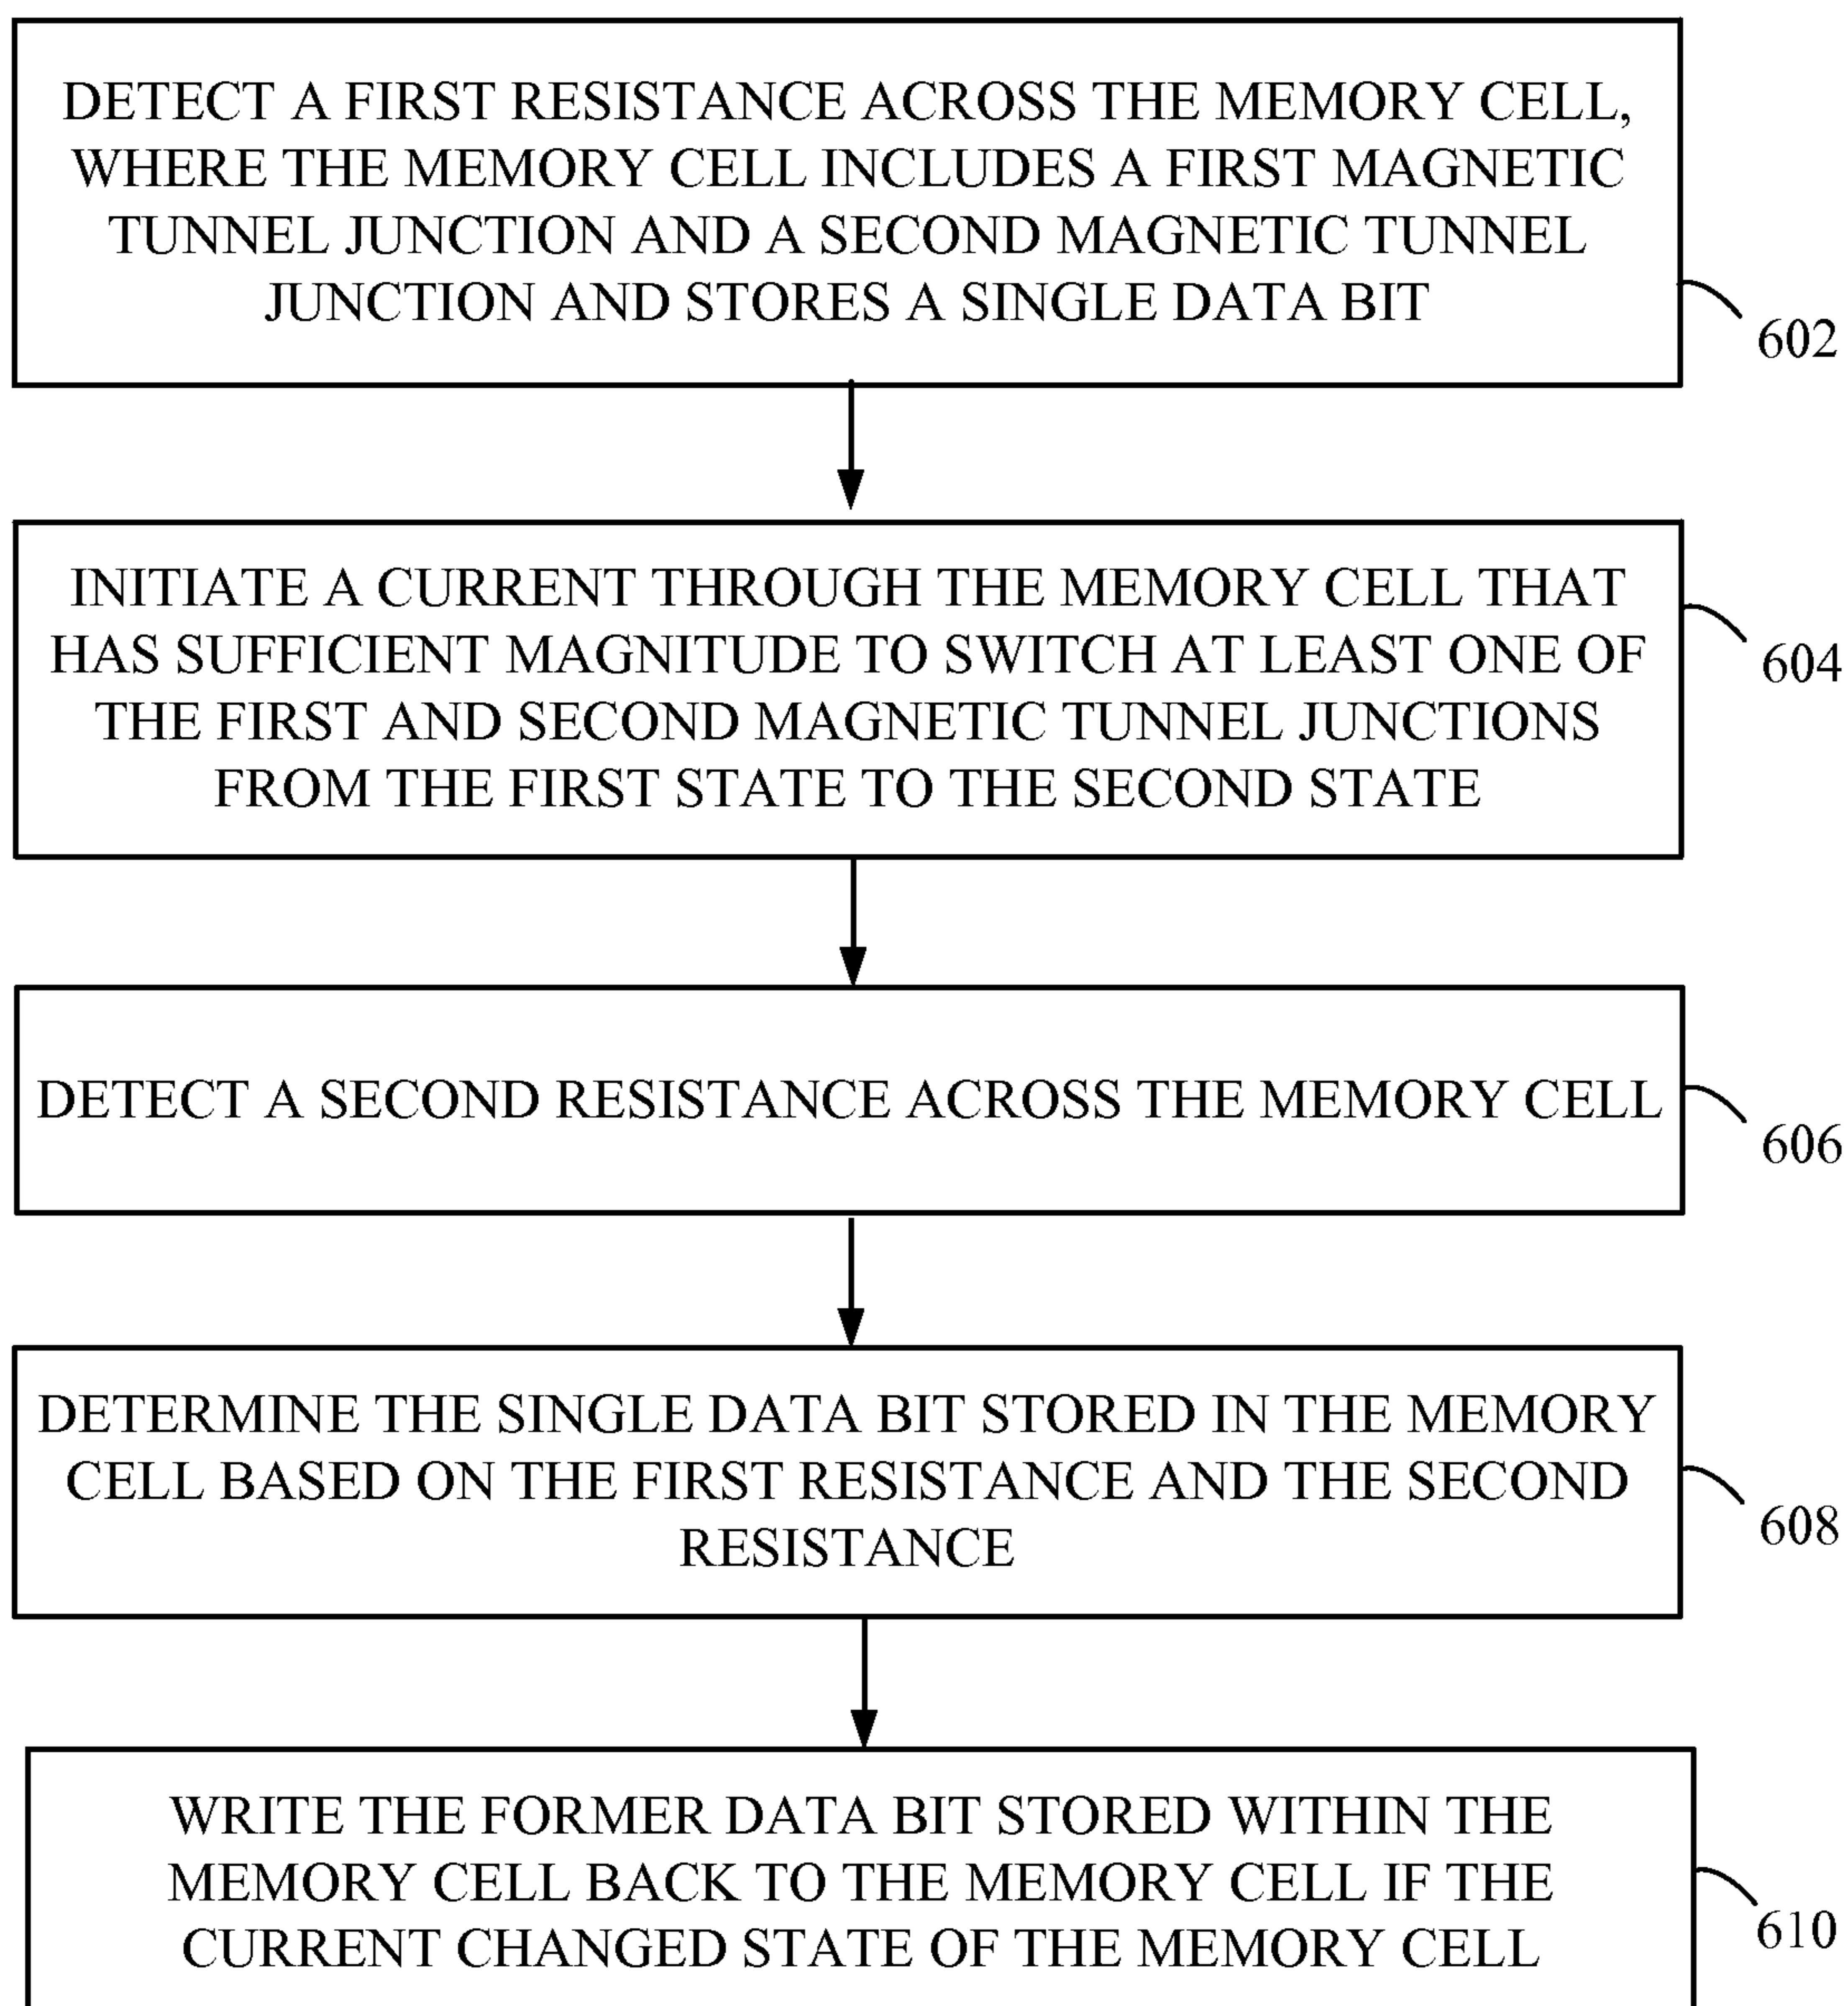 DETECT A FIRST RESISTANCE ACROSS THE MEMORY CELL,
WHERE THE MEMORY CELL INCLUDES A FIRST MAGNETIC
TUNNEL JUNCTION AND A SECOND MAGNETIC TUNNEL
JUNCTION AND STORES A SINGLE DATA BIT
602
INITIATE A CURRENT THROUGH THE MEMORY CELL THAT
HAS SUFFICIENT MAGNITUDE TO SWITCH AT LEAST ONE OF
THE FIRST AND SECOND MAGNETIC TUNNEL JUNCTIONS
FROM THE FIRST STATE TO THE SECOND STATE
604
DETECT A SECOND RESISTANCE ACROSS THE MEMORY CELL
606
DETERMINE THE SINGLE DATA BIT STORED IN THE MEMORY
CELL BASED ON THE FIRST RESISTANCE AND THE SECOND
RESISTANCE
608
WRITE THE FORMER DATA BIT STORED WITHIN THE
MEMORY CELL BACK TO THE MEMORY CELL IF THE
CURRENT CHANGED STATE OF THE MEMORY CELL
610